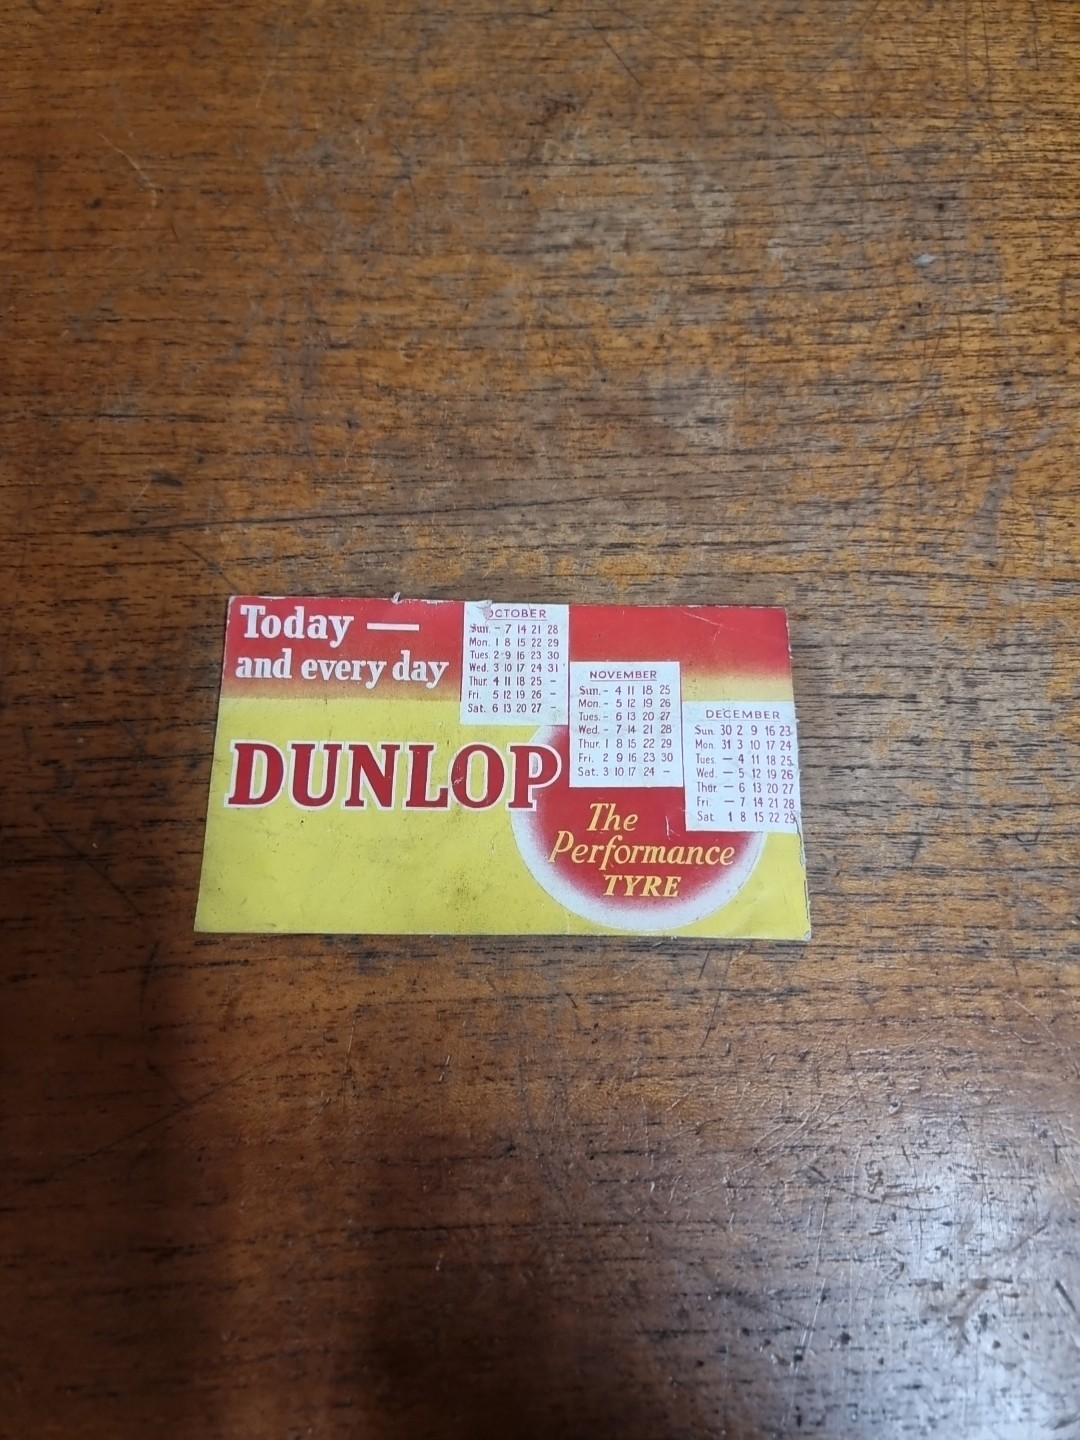 Today —
and every day
DUNLOP
OCTOBER
Sun. – 7 14 21 28
Mon. 1 8 15 22 29
Tues. 2 9 16 23 30
Wed. 3 10 17 24 31
Thur. 4 11 18 25 –
Fri. 5 12 19 26 –
Sat. 6 13 20 27 –
NOVEMBER
Sun. – 4 11 18 25
Mon. – 5 12 19 26
Tues. – 6 13 20 27
Wed. – 7 14 21 28
Thur. 1 8 15 22 29
Fri. 2 9 16 23 30
Sat. 3 10 17 24 –
DECEMBER
Sun. 30 2 9 16 23
Mon. 31 3 10 17 24
Tues. – 4 11 18 25
Wed. – 5 12 19 26
Thur. – 6 13 20 27
Fri. – 7 14 21 28
Sat. 1 8 15 22 29
The
Performance
TYRE